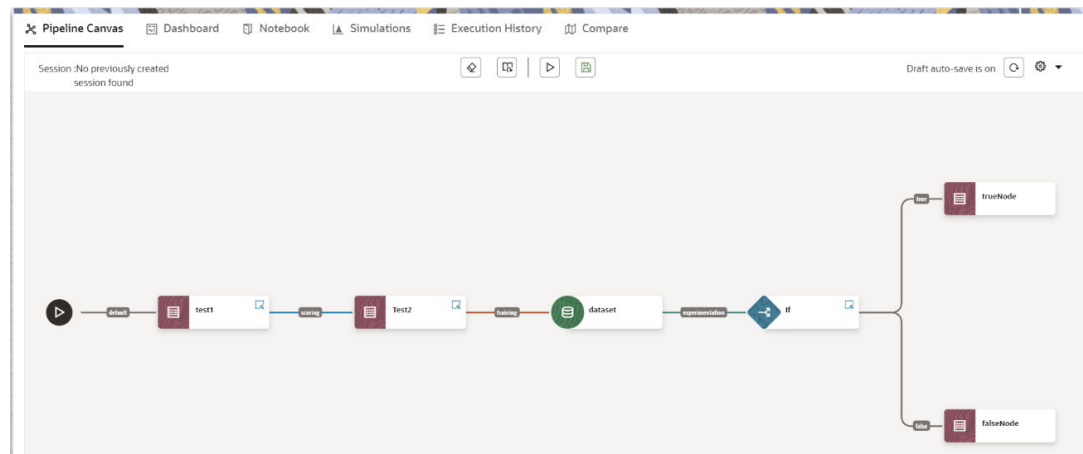 Pipeline Canvas
Dashboard
Notebook
Simulations
Execution History
Compare
Session :No previously created
session found
Draft auto-save is on
true
trueNode
default
test1
scoring
Test2
training
dataset
experimentation
If
false
falseNode